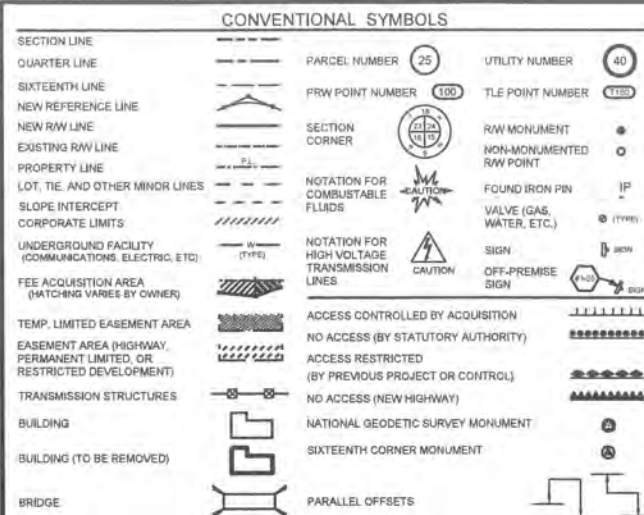 CONVENTIONAL SYMBOLS
SECTION LINE
QUARTER LINE
SIXTEENTH LINE
NEW REFERENCE LINE
NEW R/W LINE
EXISTING R/W LINE
PROPERTY LINE
P.L.
LOT, TIE, AND OTHER MINOR LINES
SLOPE INTERCEPT
CORPORATE LIMITS
UNDERGROUND FACILITY
(COMMUNICATIONS, ELECTRIC, ETC)
W
(TYPE)
FEE ACQUISITION AREA
(HATCHING VARIES BY OWNER)
TEMP. LIMITED EASEMENT AREA
EASEMENT AREA (HIGHWAY,
PERMANENT LIMITED, OR
RESTRICTED DEVELOPMENT)
TRANSMISSION STRUCTURES
BUILDING
BUILDING (TO BE REMOVED)
BRIDGE
PARCEL NUMBER 25
PRW POINT NUMBER 100
SECTION
CORNER
18
9
NOTATION FOR
COMBUSTABLE
FLUIDS
CAUTION
NOTATION FOR
HIGH VOLTAGE
TRANSMISSION
LINES
CAUTION
UTILITY NUMBER 40
TLE POINT NUMBER T100
R/W MONUMENT
NON-MONUMENTED
R/W POINT
FOUND IRON PIN IP
VALVE (GAS,
WATER, ETC.) (TYPE)
SIGN SIGN
OFF-PREMISE
SIGN SIGN
ACCESS CONTROLLED BY ACQUISITION
NO ACCESS (BY STATUTORY AUTHORITY)
ACCESS RESTRICTED
(BY PREVIOUS PROJECT OR CONTROL)
NO ACCESS (NEW HIGHWAY)
NATIONAL GEODETIC SURVEY MONUMENT
SIXTEENTH CORNER MONUMENT
PARALLEL OFFSETS